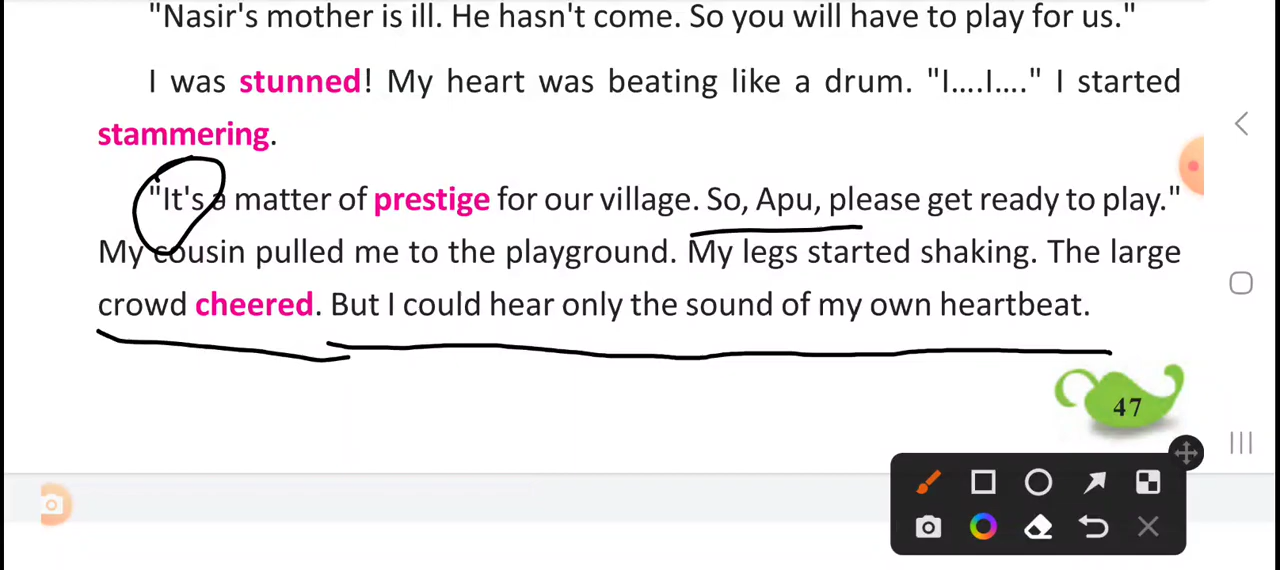 "Nasir's mother is ill. He hasn't come. So you will have to play for us."
I was stunned! My heart was beating like a drum. "I....I...." I started
stammering.
"It's a matter of prestige for our village. So, Apu, please get ready to play."
My cousin pulled me to the playground. My legs started shaking. The large
crowd cheered. But I could hear only the sound of my own heartbeat.
47